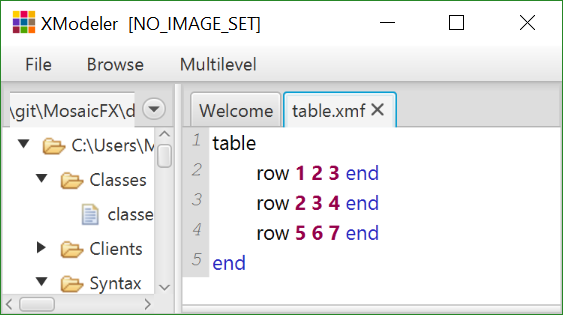 XModeler [NO_IMAGE_SET]
File Browse Multilevel
\git\MosaicFX\d
Welcome table.xmf
C:\Users\M
Classes
classe
Clients
Syntax
1 table
2 row 1 2 3 end
3 row 2 3 4 end
4 row 5 6 7 end
5 end